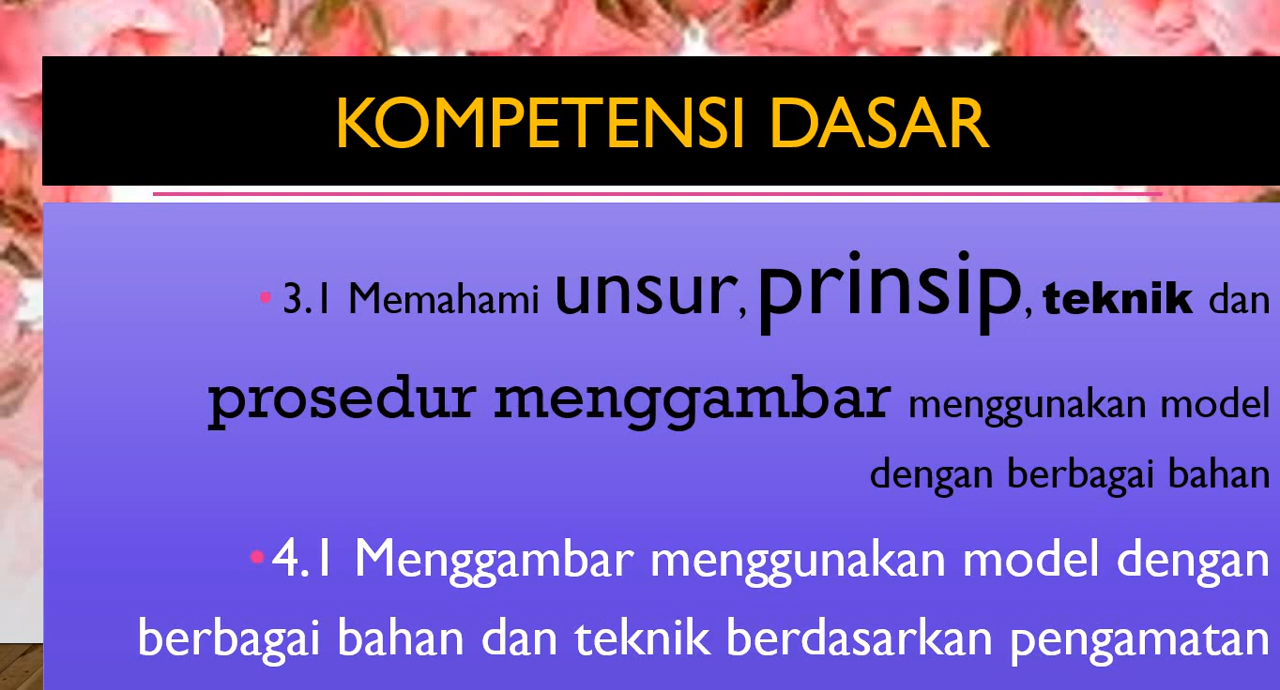 KOMPETENSI DASAR
• 3.1 Memahami unsur, prinsip, teknik dan
prosedur menggambar menggunakan model
dengan berbagai bahan
• 4.1 Menggambar menggunakan model dengan
berbagai bahan dan teknik berdasarkan pengamatan